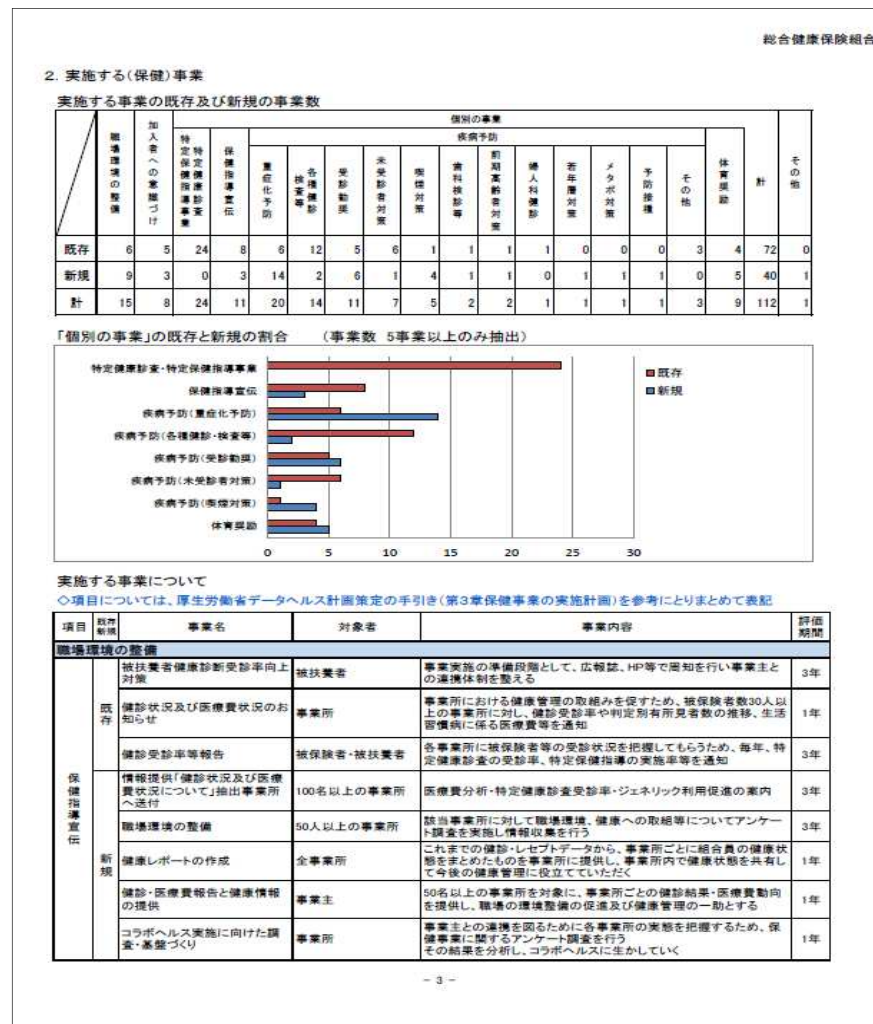 総合健康保険組合
2. 実施する(保健)事業
実施する事業の既存及び新規の事業数
職場環境の整備
加入者への意識づけ
個別の事業
特定健康診査
特定保健指導事業
保健指導宣伝
疾病予防
重症化予防
各種健診
検査等
受診勧奨
未受診者対策
喫煙対策
歯科検診等
前期高齢者対策
婦人科健診
若年層対策
メタボ対策
予防接種
その他
体育奨励
計
その他
既存 6 5 24 8 6 12 5 6 1 1 1 1 0 0 0 3 4 72 0
新規 9 3 0 3 14 2 6 1 4 1 1 0 1 1 1 0 5 40 1
計 15 8 24 11 20 14 11 7 5 2 2 1 1 1 1 3 9 112 1
「個別の事業」の既存と新規の割合 (事業数 5事業以上のみ抽出)
特定健康診査・特定保健指導事業
保健指導宣伝
疾病予防(重症化予防)
疾病予防(各種健診・検査等)
疾病予防(受診勧奨)
疾病予防(未受診者対策)
疾病予防(喫煙対策)
体育奨励
0 5 10 15 20 25 30
既存
新規
実施する事業について
◇項目については、厚生労働省データヘルス計画策定の手引き(第3章保健事業の実施計画)を参考にとりまとめて表記
項目 既存新規 事業名 対象者 事業内容 評価期間
職場環境の整備
保健指導宣伝
既存
被扶養者健康診断受診率向上
対策
被扶養者
事業実施の準備段階として、広報誌、HP等で周知を行い事業主と
の連携体制を整える
3年
健診状況及び医療費状況のお
知らせ
事業所
事業所における健康管理の取組みを促すため、被保険者数30人以
上の事業所に対し、健診受診率や判定別有所見者数の推移、生活
習慣病に係る医療費等を通知
1年
健診受診率等報告
被保険者・被扶養者
各事業所に被保険者等の受診状況を把握してもらうため、毎年、特
定健康診査の受診率、特定保健指導の実施率等を通知
3年
新規
情報提供「健診状況及び医療
費状況について」抽出事業所
へ送付
100名以上の事業所
医療費分析・特定健康診査受診率・ジェネリック利用促進の案内
3年
職場環境の整備
50人以上の事業所
該当事業所に対して職場環境、健康への取組等についてアンケー
ト調査を実施し情報収集を行う
3年
健康レポートの作成
全事業所
これまでの健診・レセプトデータから、事業所ごとに組合員の健康状
態をまとめたものを事業所に提供し、事業所内で健康状態を共有し
て今後の健康管理に役立てていただく
1年
健診・医療費報告と健康情報
の提供
事業主
50名以上の事業所を対象に、事業所ごとの健診結果・医療費動向
を提供し、職場の環境整備の促進及び健康管理の一助とする
1年
コラボヘルス実施に向けた調
査・基盤づくり
事業所
事業主との連携を図るために各事業所の実態を把握するため、保
健事業に関するアンケート調査を行う
その結果を分析し、コラボヘルスに生かしていく
1年
- 3 -